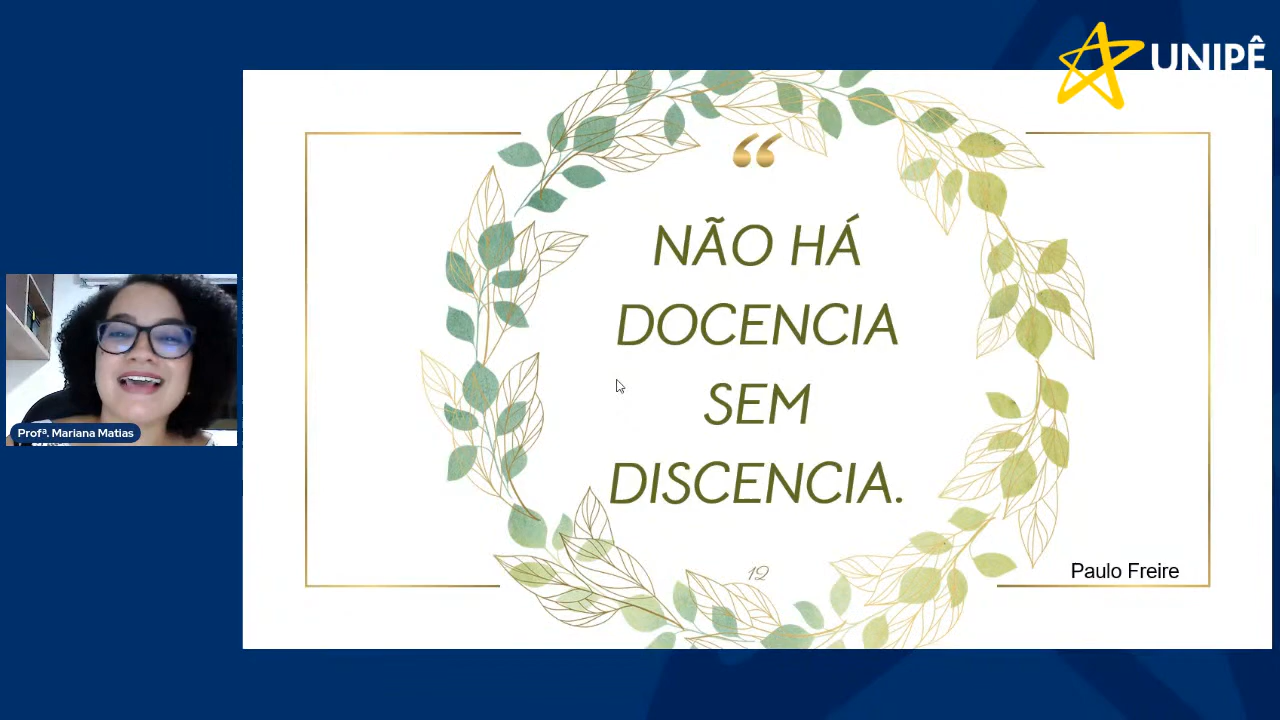 UNIPÊ
“
NÃO HÁ
DOCENCIA
SEM
DISCENCIA.
12
Paulo Freire
Profª. Mariana Matias